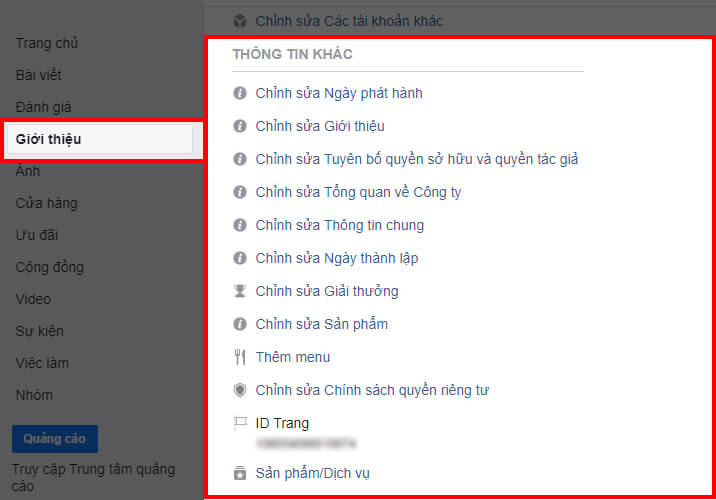 Trang chủ
Bài viết
Đánh giá
Giới thiệu
Ảnh
Cửa hàng
Ưu đãi
Cộng đồng
Video
Sự kiện
Việc làm
Nhóm
Quảng cáo
Truy cập Trung tâm quảng
cáo
Chỉnh sửa Các tài khoản khác
THÔNG TIN KHÁC
Chỉnh sửa Ngày phát hành
Chỉnh sửa Giới thiệu
Chỉnh sửa Tuyên bố quyền sở hữu và quyền tác giả
Chỉnh sửa Tổng quan về Công ty
Chỉnh sửa Thông tin chung
Chỉnh sửa Ngày thành lập
Chỉnh sửa Giải thưởng
Chỉnh sửa Sản phẩm
Thêm menu
Chỉnh sửa Chính sách quyền riêng tư
ID Trang
Sản phẩm/Dịch vụ